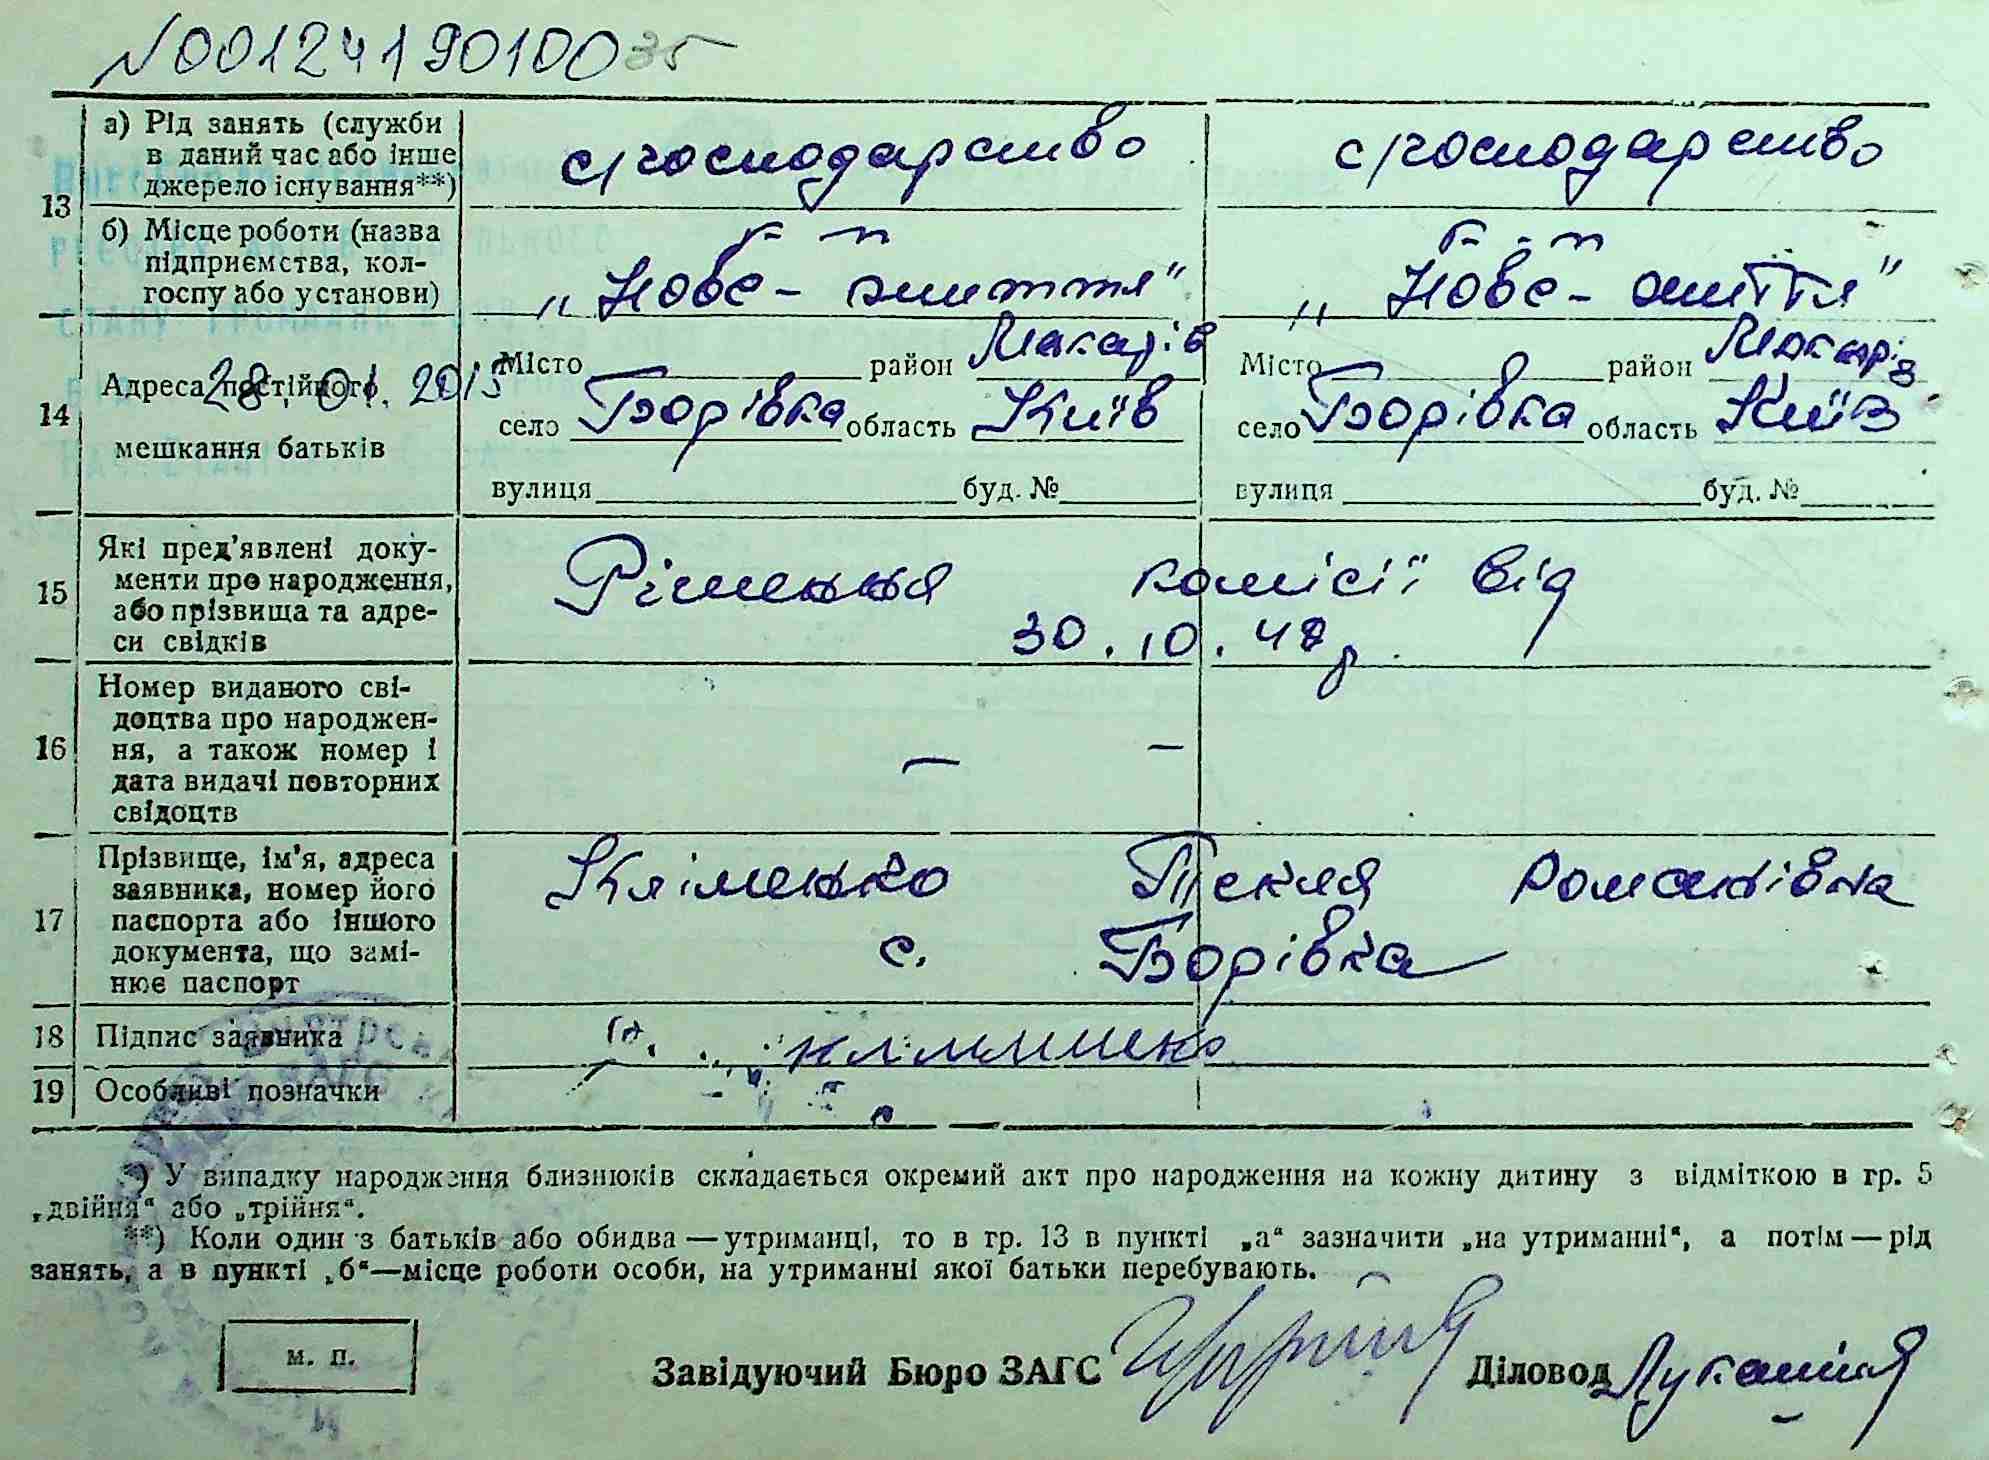 N0012419010035
13
а) Рід занять (служби в даний час або інше джерело існування**)
с/господарство
с/господарство
б) Місце роботи (назва підприємства, колгоспу або установи)
„Нове-життя"
„Нове-життя"
14
Адреса постійного мешкання батьків
28.01.2015
Місто район Макарів
село Борівка область Київ
вулиця буд. №
Місто район Макарів
село Борівка область Київ
вулиця буд. №
15
Які пред'явлені документи про народження, або прізвища та адреси свідків
Рішення комісії від
30.10.47р.
16
Номер виданого свідоцтва про народження, а також номер і дата видачі повторних свідоцтв
— —
17
Прізвище, ім'я, адреса заявника, номер його паспорта або іншого документа, що замінює паспорт
Кліменко Текля Романівна
с. Борівка
18
Підпис заявника
19
Особливі позначки
*) У випадку народження близнюків складається окремий акт про народження на кожну дитину з відміткою в гр. 5
„двійня“ або „трійня“.
**) Коли один з батьків або обидва — утриманці, то в гр. 13 в пункті „а“ зазначити „на утриманні“, а потім — рід
занять, а в пункті „б“—місце роботи особи, на утриманні якої батьки перебувають.
м. п.
Завідуючий Бюро ЗАГС
Діловод